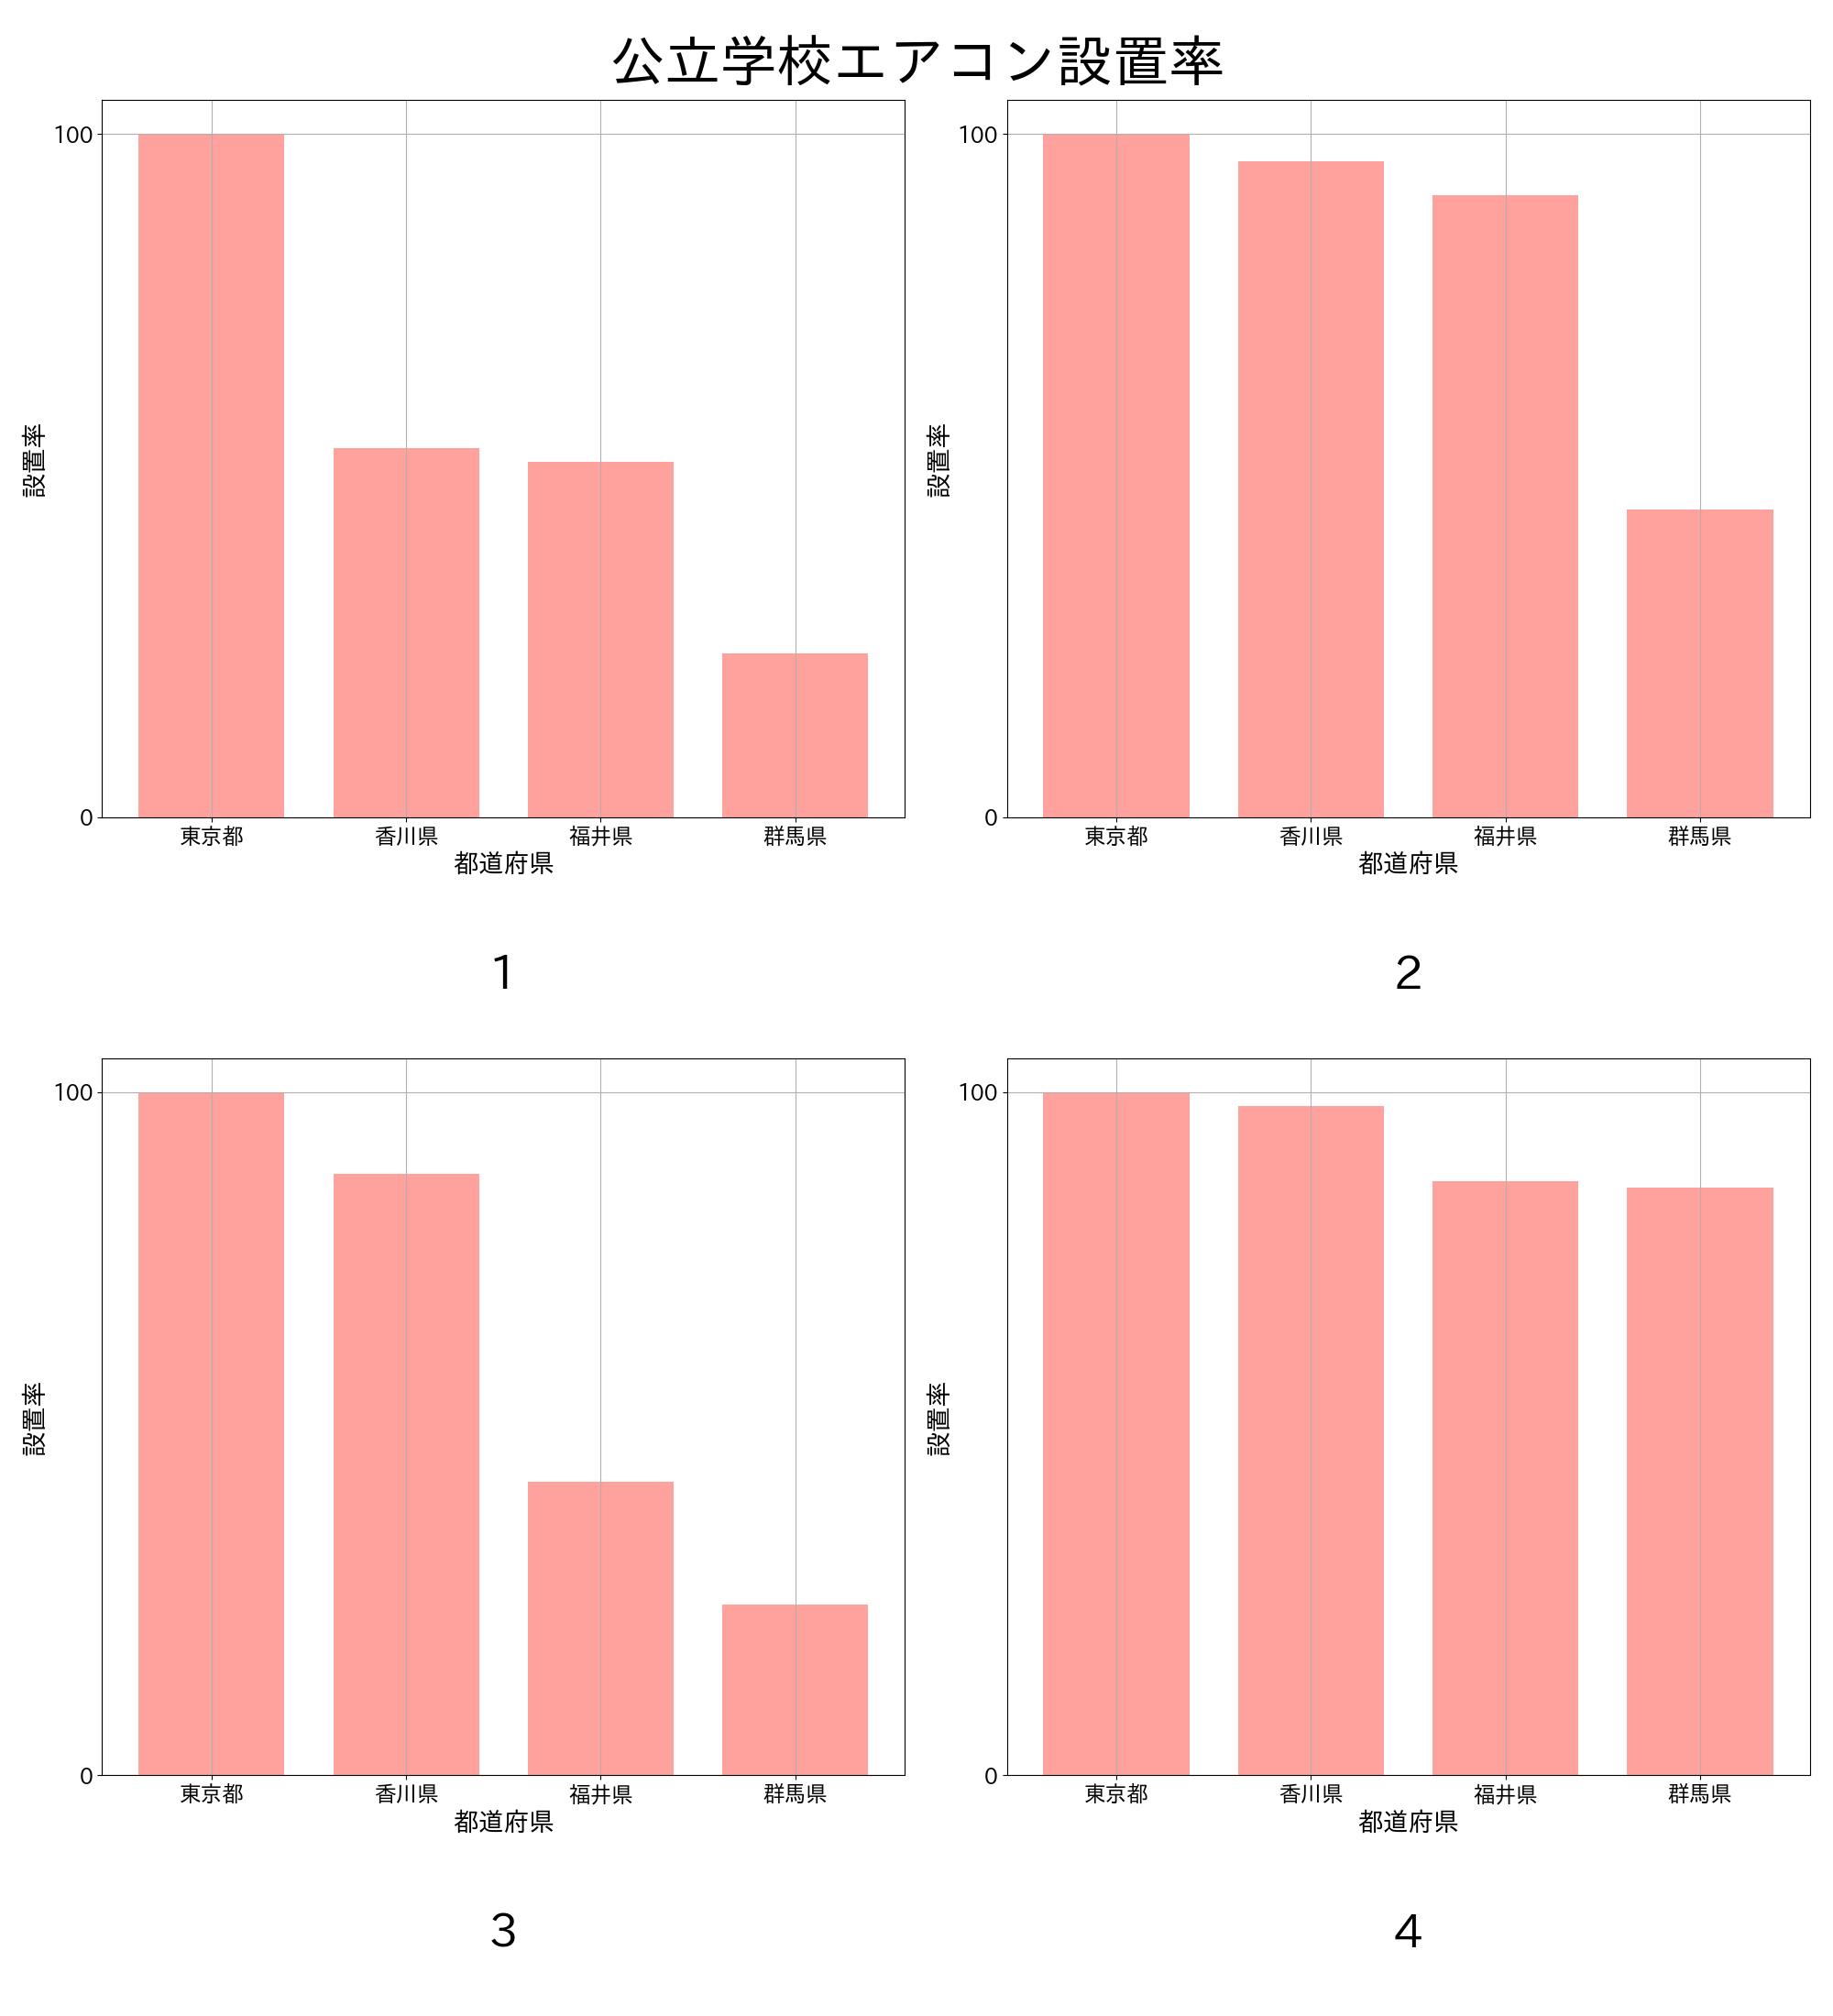 公立学校エアコン設置率
100
0
設置率
東京都 香川県 福井県 群馬県
都道府県
1
100
0
設置率
東京都 香川県 福井県 群馬県
都道府県
2
100
0
設置率
東京都 香川県 福井県 群馬県
都道府県
3
100
0
設置率
東京都 香川県 福井県 群馬県
都道府県
4